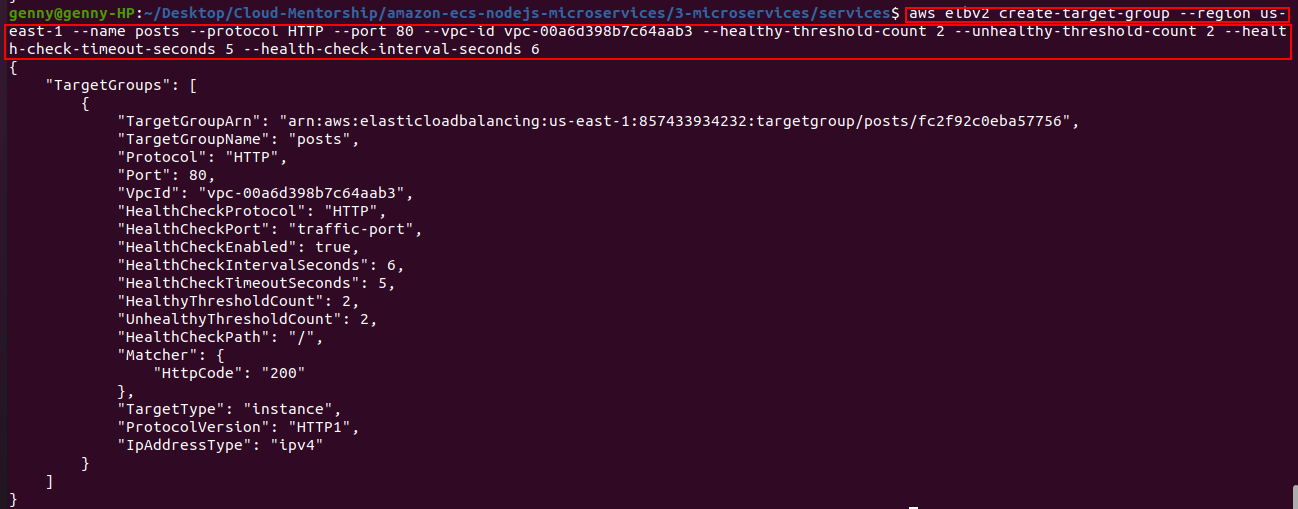 genny@genny-HP:~/Desktop/Cloud-Mentorship/amazon-ecs-nodejs-microservices/3-microservices/services$ aws elbv2 create-target-group --region us-
east-1 --name posts --protocol HTTP --port 80 --vpc-id vpc-00a6d398b7c64aab3 --healthy-threshold-count 2 --unhealthy-threshold-count 2 --healt
h-check-timeout-seconds 5 --health-check-interval-seconds 6
{
    "TargetGroups": [
        {
            "TargetGroupArn": "arn:aws:elasticloadbalancing:us-east-1:857433934232:targetgroup/posts/fc2f92c0eba57756",
            "TargetGroupName": "posts",
            "Protocol": "HTTP",
            "Port": 80,
            "VpcId": "vpc-00a6d398b7c64aab3",
            "HealthCheckProtocol": "HTTP",
            "HealthCheckPort": "traffic-port",
            "HealthCheckEnabled": true,
            "HealthCheckIntervalSeconds": 6,
            "HealthCheckTimeoutSeconds": 5,
            "HealthyThresholdCount": 2,
            "UnhealthyThresholdCount": 2,
            "HealthCheckPath": "/",
            "Matcher": {
                "HttpCode": "200"
            },
            "TargetType": "instance",
            "ProtocolVersion": "HTTP1",
            "IpAddressType": "ipv4"
        }
    ]
}